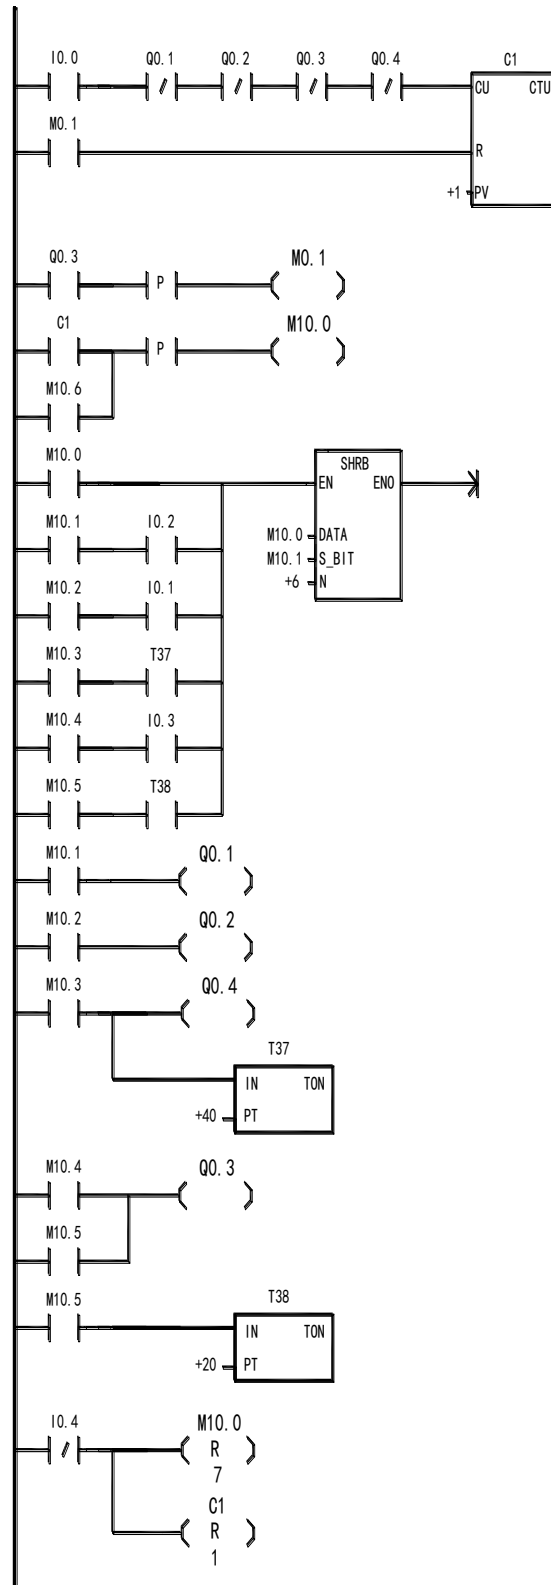 I0.0 Q0.1 Q0.2 Q0.3 Q0.4 C1
CU CTU
M0.1
R
+1 PV
Q0.3 P M0.1
C1 P M10.0
M10.6
M10.0 SHRB
EN ENO
M10.1 I0.2
M10.0 DATA
M10.1 S_BIT
+6 N
M10.2 I0.1
M10.3 T37
M10.4 I0.3
M10.5 T38
M10.1 Q0.1
M10.2 Q0.2
M10.3 Q0.4
T37
IN TON
+40 PT
M10.4 Q0.3
M10.5
M10.5 T38
IN TON
+20 PT
I0.4 M10.0
R
7
C1
R
1